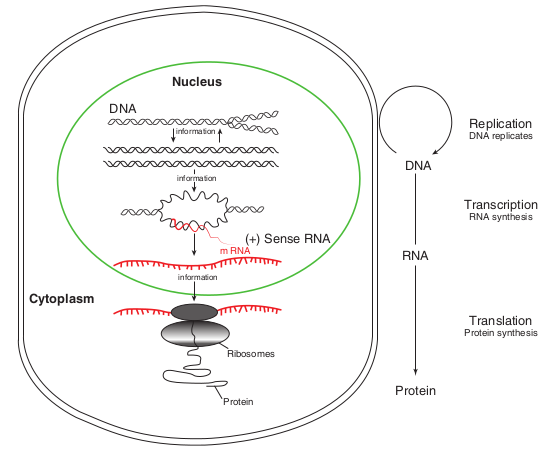 Nucleus
DNA
information
information
(+) Sense RNA
m RNA
information
Cytoplasm
Ribosomes
Protein
Replication
DNA replicates
DNA
Transcription
RNA synthesis
RNA
Translation
Protein synthesis
Protein